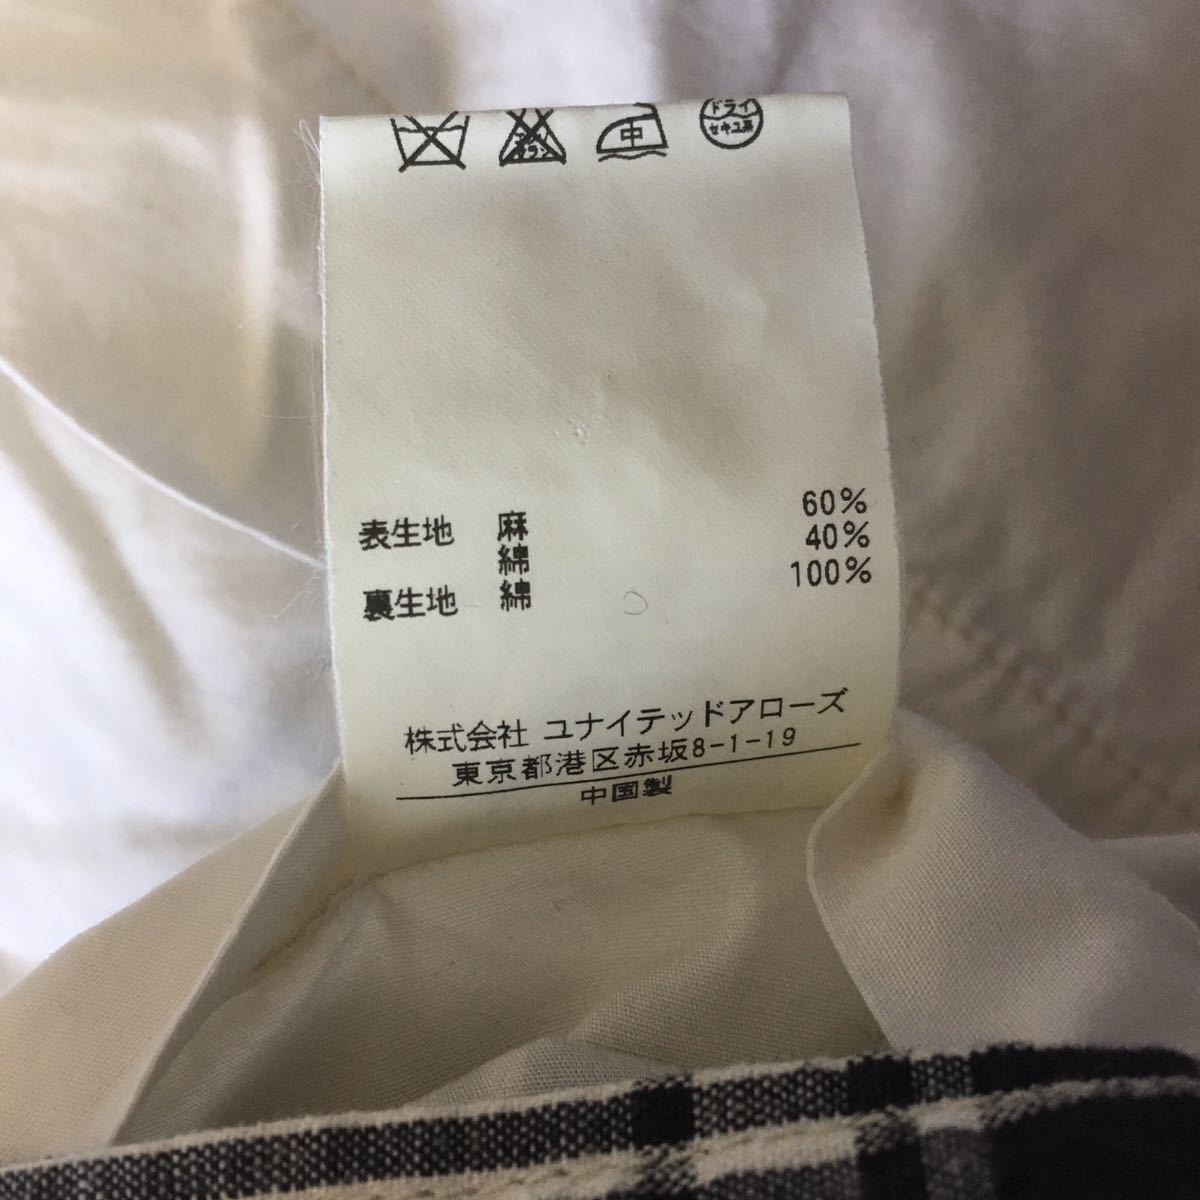 中
ドライ
セキユ系
表生地 麻 60%
綿 40%
裏生地 綿 100%
株式会社 ユナイテッドアローズ
東京都港区赤坂8-1-19
中国製